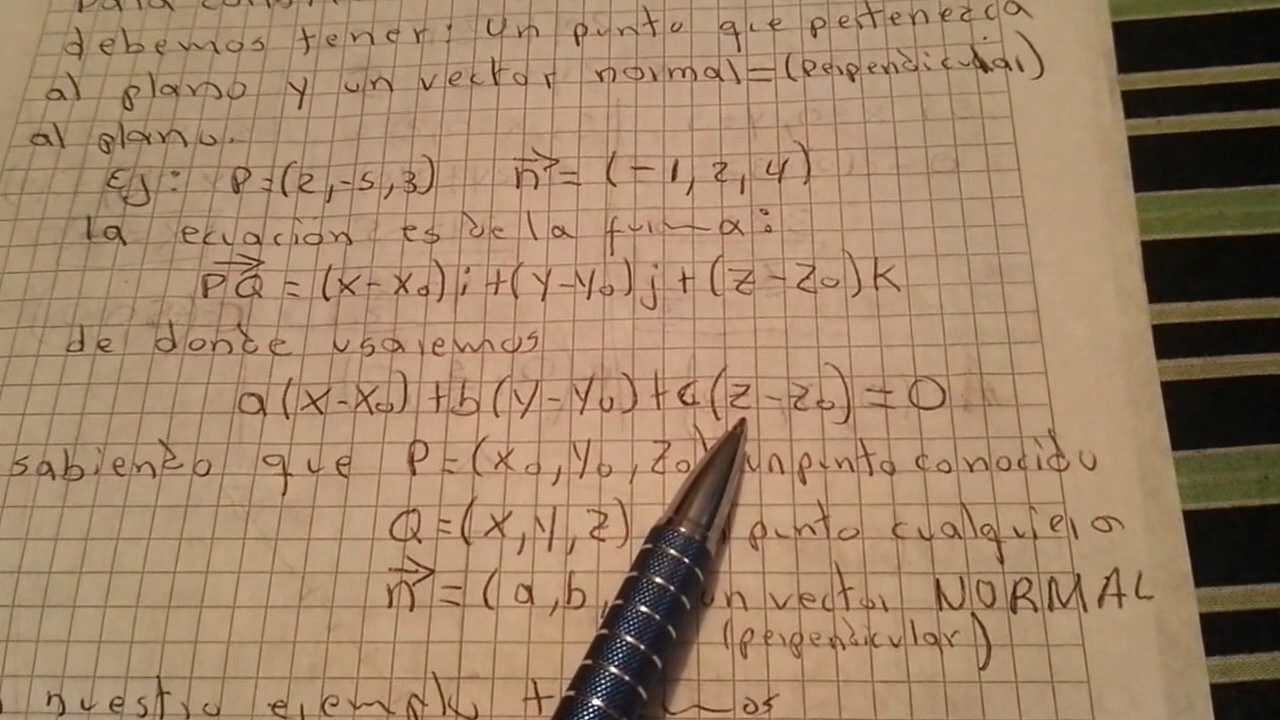 debemos tener: un punto que pertenezca
al plano y un vector normal=(perpendicular)
al plano.
Ej: P=(2,-5,3) n⃗=(-1,2,4)
la ecuación es de la forma:
PQ⃗ = (x-x₀)i+(y-y₀)j+(z-z₀)k
de donde usaremos
a(x-x₀)+b(y-y₀)+c(z-z₀)=0
sabiendo que P=(x₀,y₀,z₀) un punto conocido
Q=(x,y,z) punto cualquiera
n⃗=(a,b, un vector NORMAL
(perpendicular)
nuestro ejemplo